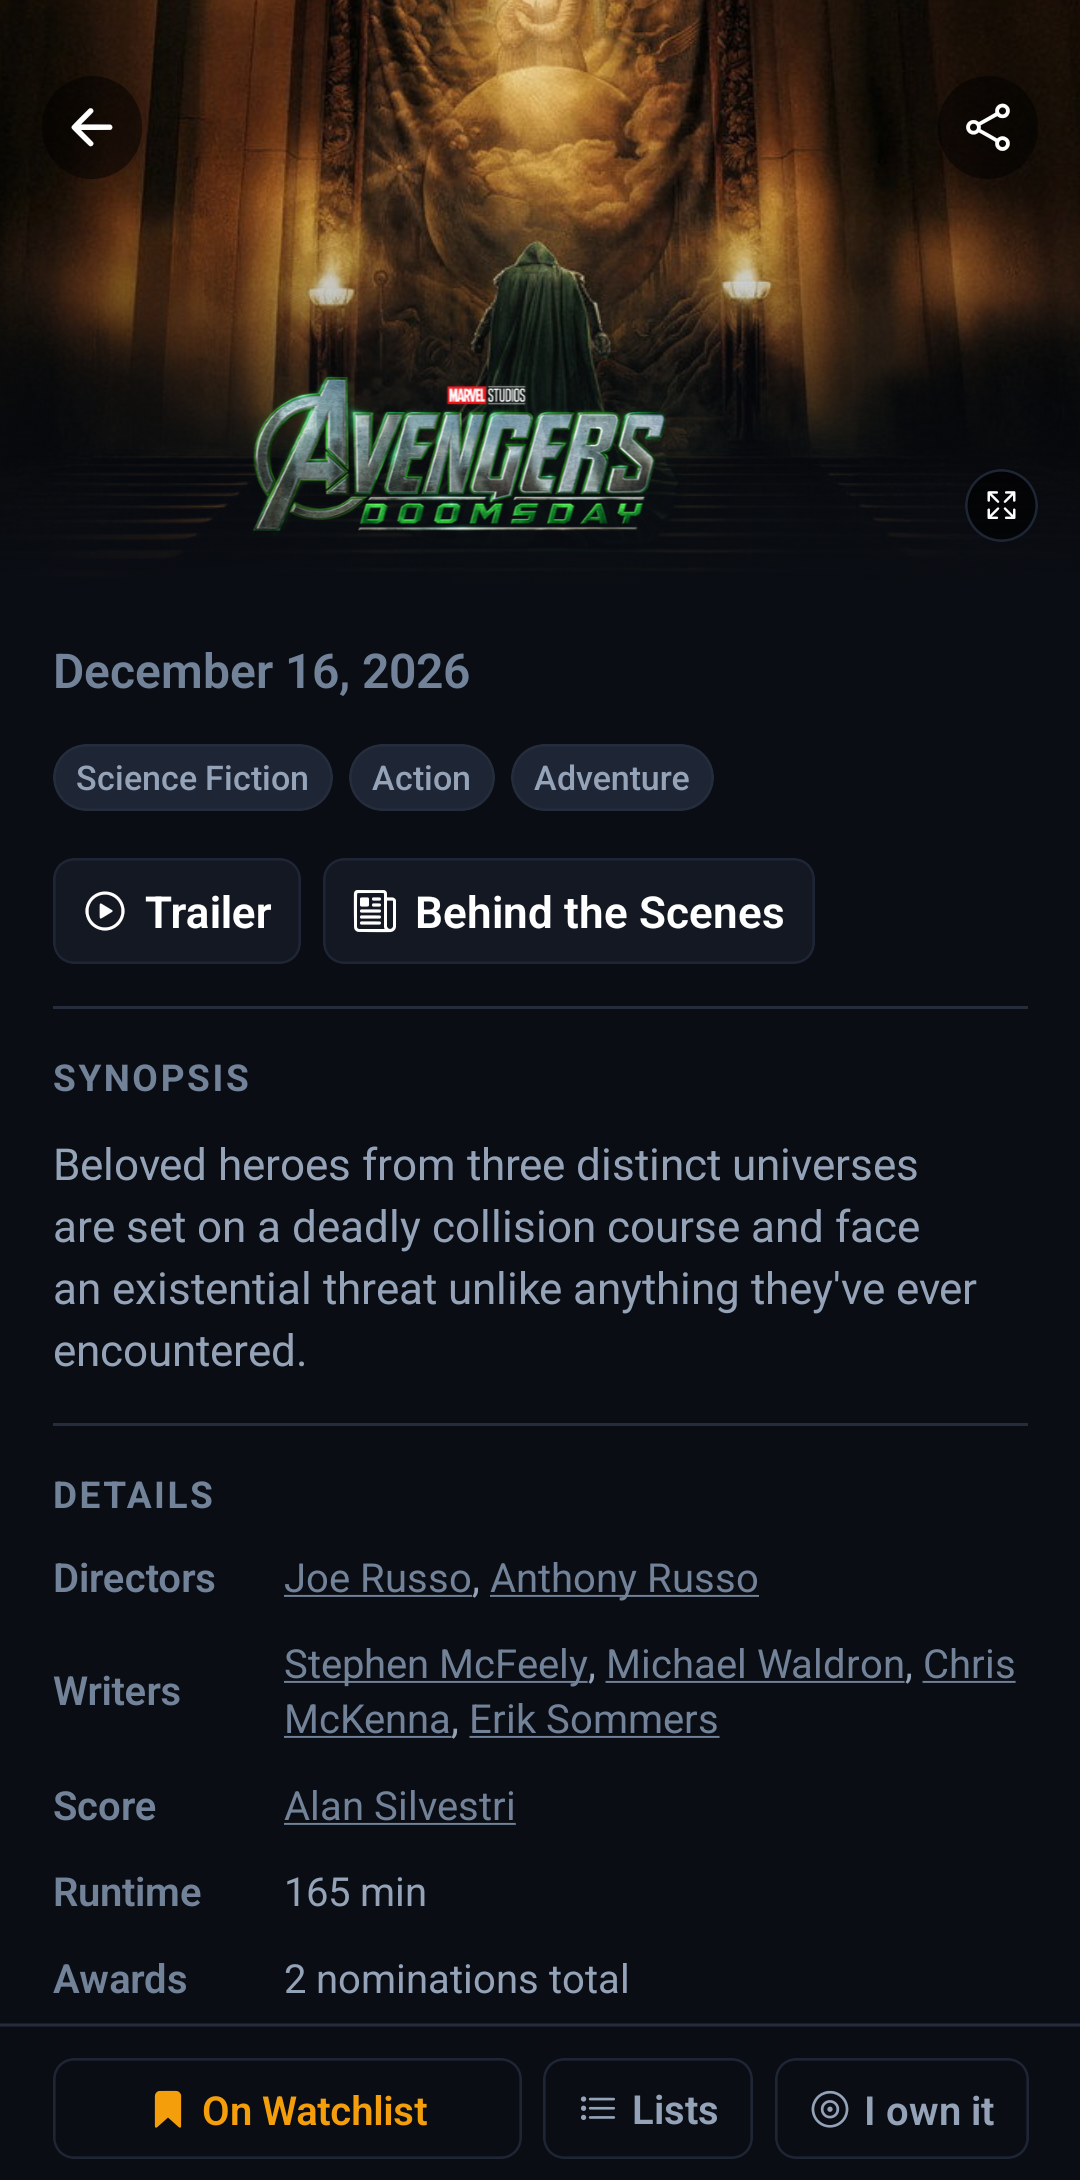 MARVEL STUDIOS
AVENGERS
DOOMSDAY
December 16, 2026
Science Fiction
Action
Adventure
Trailer
Behind the Scenes
SYNOPSIS
Beloved heroes from three distinct universes
are set on a deadly collision course and face
an existential threat unlike anything they've ever
encountered.
DETAILS
Directors
Joe Russo, Anthony Russo
Writers
Stephen McFeely, Michael Waldron, Chris
McKenna, Erik Sommers
Score
Alan Silvestri
Runtime
165 min
Awards
2 nominations total
On Watchlist
Lists
I own it